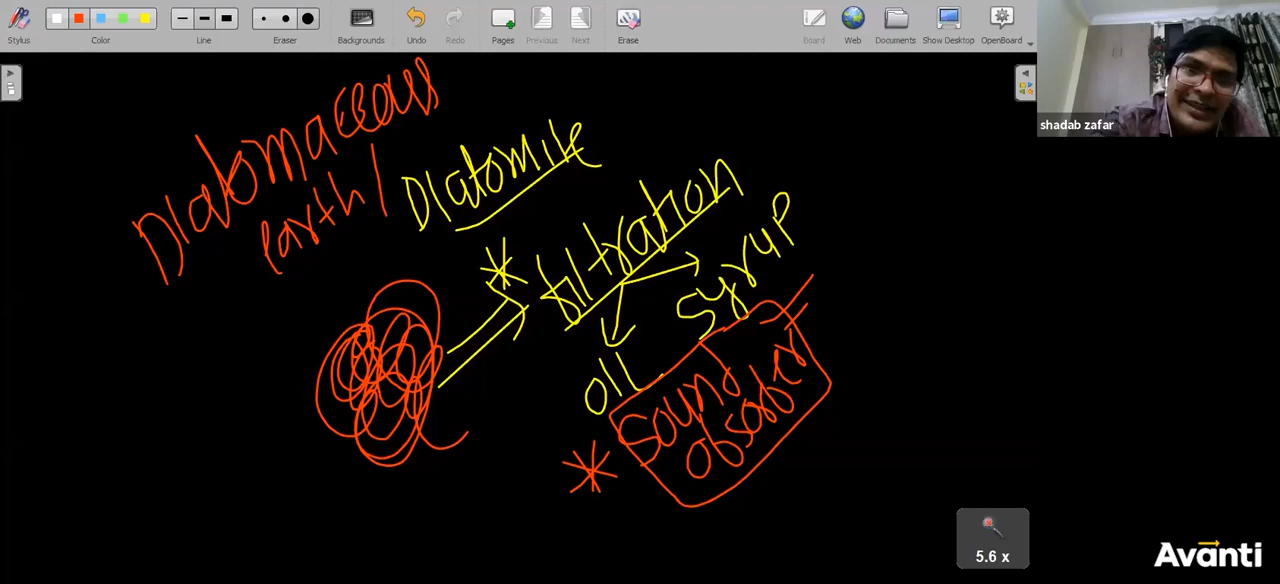 Stylus
Color
Line
Eraser
Backgrounds
Undo
Redo
Pages
Previous
Next
Erase
Board
Web
Documents
Show Desktop
OpenBoard
shadab zafar
Diatomaceous
earth/
Diatomite
filtration
syrup
oil
sound
absorber
5.6 x
Avanti